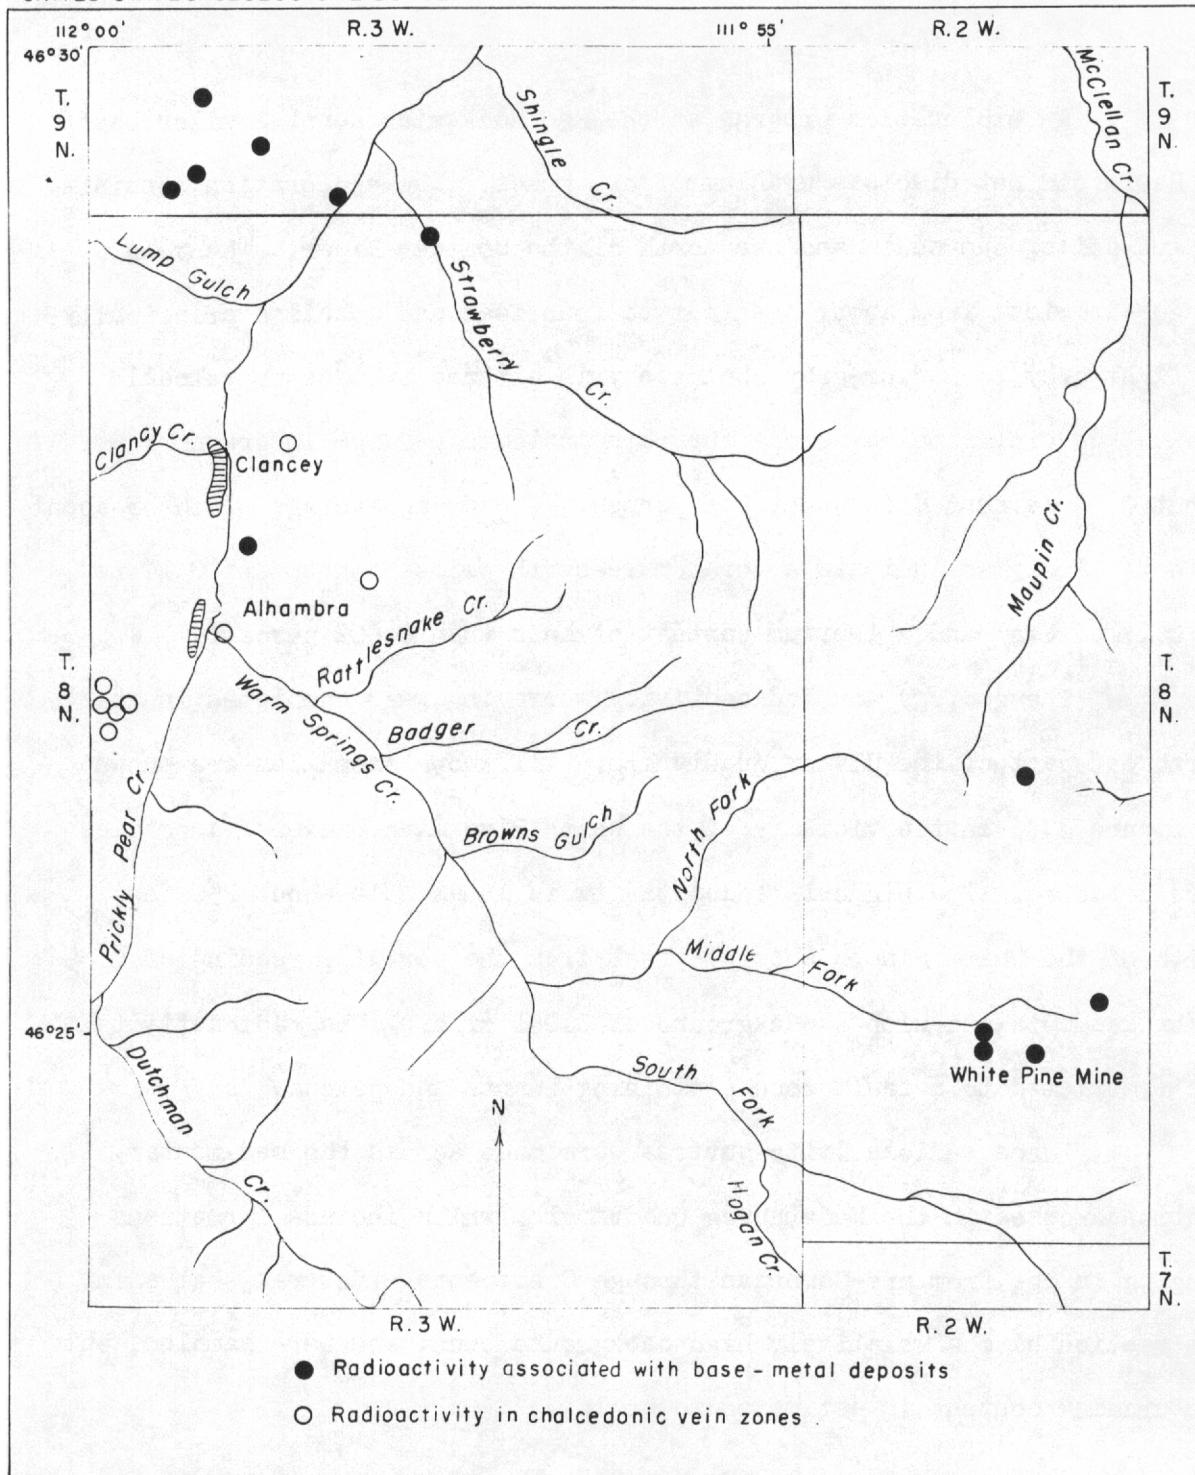 112° 00'
R. 3 W.
111° 55'
R. 2 W.
46° 30'
T.
9
N.
T.
9
N.
McClellan Cr.
Shingle Cr.
Lump Gulch
Strawberry Cr.
Clancy Cr.
Clancey
Maupin Cr.
Alhambra
Rattlesnake Cr.
T.
8
N.
T.
8
N.
Warm Springs Cr.
Badger Cr.
Prickly Pear Cr.
Browns Gulch
North Fork
Middle Fork
46° 25'
Dutchman Cr.
South Fork
White Pine Mine
N
Hogan Cr.
T.
7
N.
R. 3 W.
R. 2 W.
Radioactivity associated with base-metal deposits
Radioactivity in chalcedonic vein zones